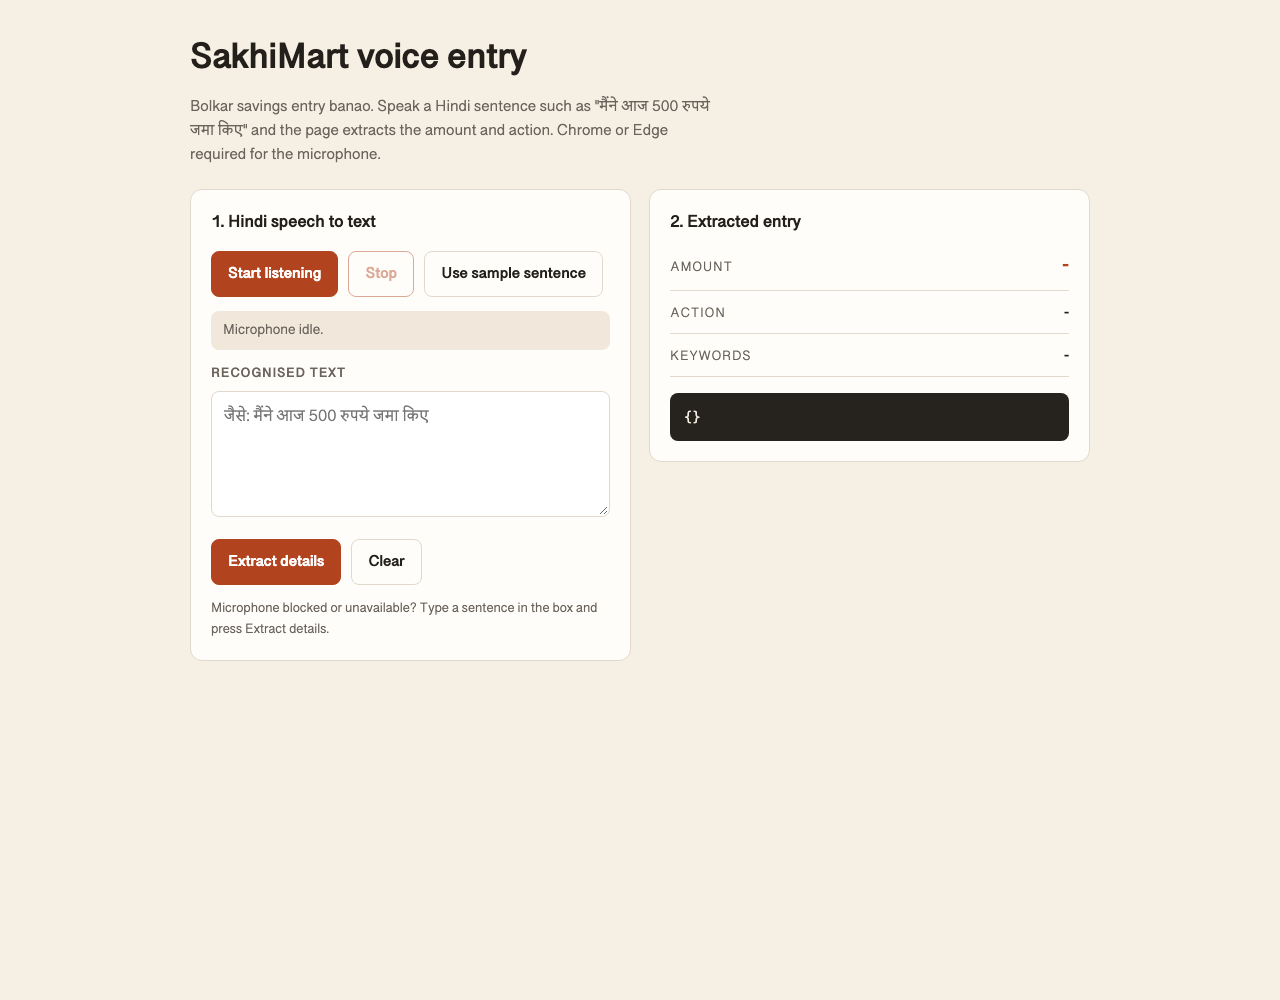 SakhiMart voice entry
Bolkar savings entry banao. Speak a Hindi sentence such as "मैंने आज 500 रुपये
जमा किए" and the page extracts the amount and action. Chrome or Edge
required for the microphone.
1. Hindi speech to text
Start listening
Stop
Use sample sentence
Microphone idle.
RECOGNISED TEXT
जैसे: मैंने आज 500 रुपये जमा किए
Extract details
Clear
Microphone blocked or unavailable? Type a sentence in the box and
press Extract details.
2. Extracted entry
AMOUNT -
ACTION -
KEYWORDS -
{}